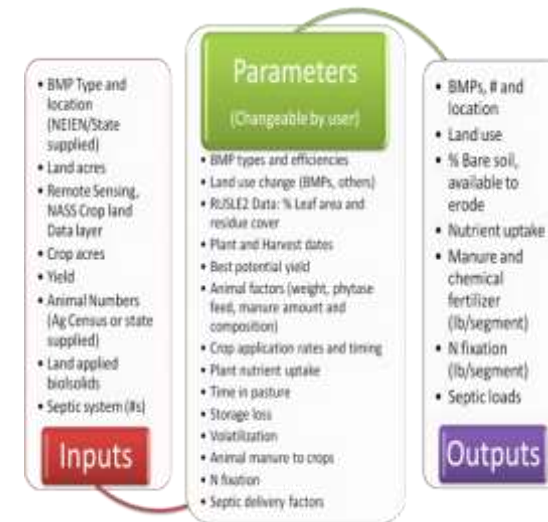 • BMP Type and
location
(NEIEN/State
supplied)
• Land acres
• Remote Sensing,
NASS Crop land
Data layer
• Crop acres
• Yield
• Animal Numbers
(Ag Census or state
supplied)
• Land applied
biolsolids
• Septic system (#s)
Inputs
Parameters
(Changeable by user)
• BMP types and efficiencies
• Land use change (BMPs, others)
• RUSLE2 Data: % Leaf area and
residue cover
• Plant and Harvest dates
• Best potential yield
• Animal factors (weight, phytase
feed, manure amount and
composition)
• Crop application rates and timing
• Plant nutrient uptake
• Time in pasture
• Storage loss
• Volatilization
• Animal manure to crops
• N fixation
• Septic delivery factors
• BMPs, # and
location
• Land use
• % Bare soil,
available to
erode
• Nutrient uptake
• Manure and
chemical
fertilizer
(lb/segment)
• N fixation
(lb/segment)
• Septic loads
Outputs